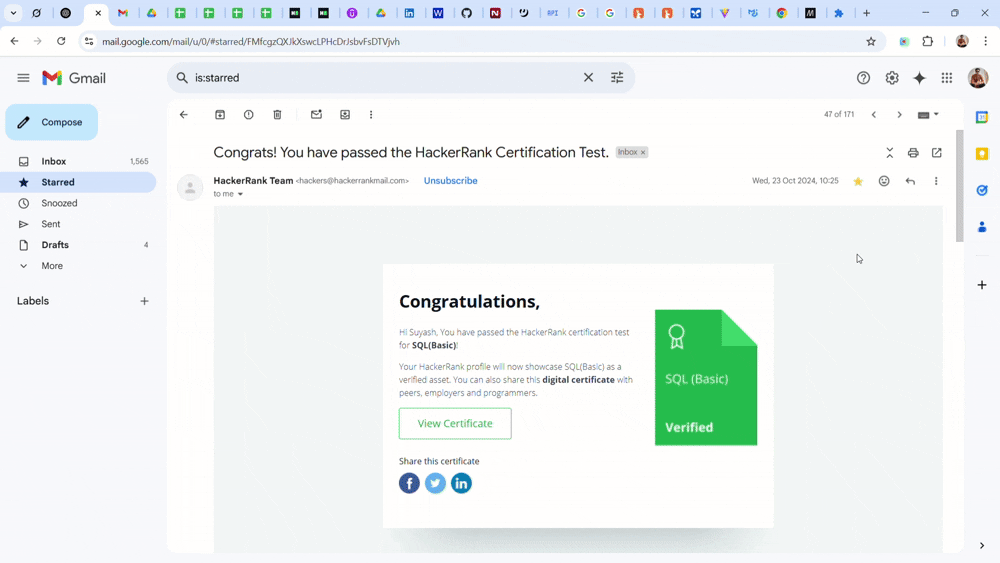 mail.google.com/mail/u/0/#starred/FMfcgzQXJkXswcLPHcDrJsbvFsDTVjvh
Gmail
is:starred
Compose
47 of 171
Inbox 1,565
Starred
Snoozed
Sent
Drafts 4
More
Labels
Congrats! You have passed the HackerRank Certification Test.
Inbox
HackerRank Team <hackers@hackerrankmail.com> Unsubscribe
Wed, 23 Oct 2024, 10:25
to me
Congratulations,
Hi Suyash, You have passed the HackerRank certification test
for SQL(Basic)!
Your HackerRank profile will now showcase SQL(Basic) as a
verified asset. You can also share this digital certificate with
peers, employers and programmers.
View Certificate
Share this certificate
SQL (Basic)
Verified